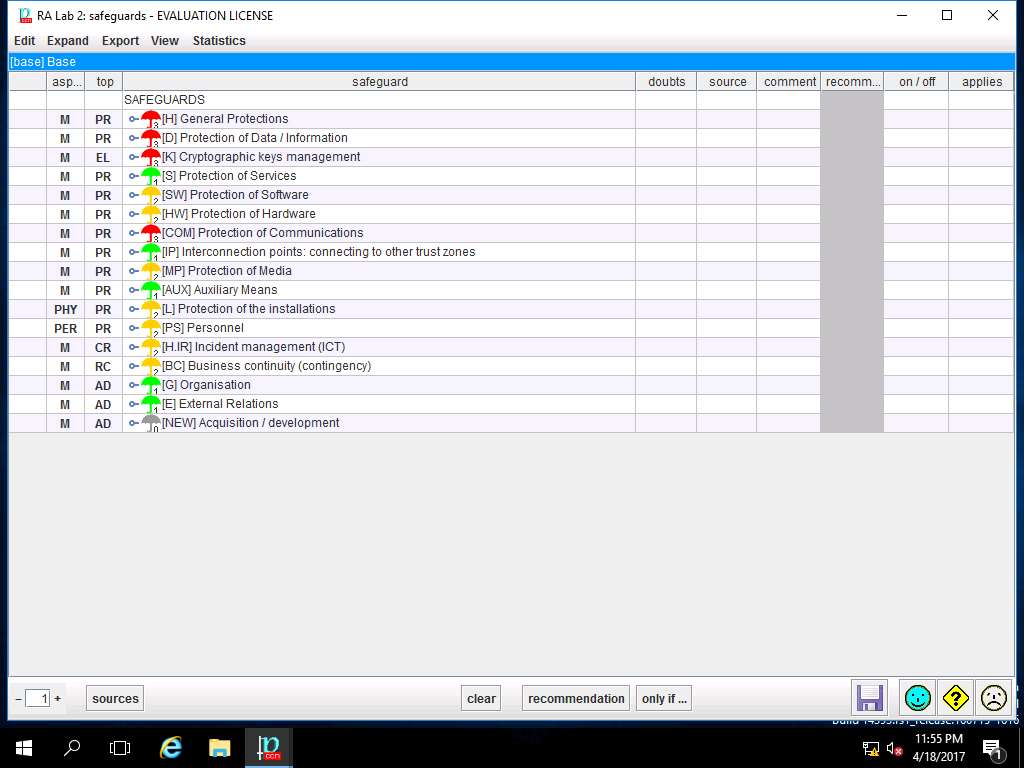 RA Lab 2: safeguards - EVALUATION LICENSE
Edit Expand Export View Statistics
[base] Base
asp... top safeguard doubts source comment recomm... on / off applies
SAFEGUARDS
M PR 3 [H] General Protections
M PR 3 [D] Protection of Data / Information
M EL 3 [K] Cryptographic keys management
M PR 1 [S] Protection of Services
M PR 2 [SW] Protection of Software
M PR 2 [HW] Protection of Hardware
M PR 3 [COM] Protection of Communications
M PR 1 [IP] Interconnection points: connecting to other trust zones
M PR 2 [MP] Protection of Media
M PR 1 [AUX] Auxiliary Means
PHY PR 2 [L] Protection of the installations
PER PR 2 [PS] Personnel
M CR 2 [H.IR] Incident management (ICT)
M RC 2 [BC] Business continuity (contingency)
M AD 1 [G] Organisation
M AD 1 [E] External Relations
M AD 0 [NEW] Acquisition / development
− 1 + sources clear recommendation only if ... ?
11:55 PM
4/18/2017
1